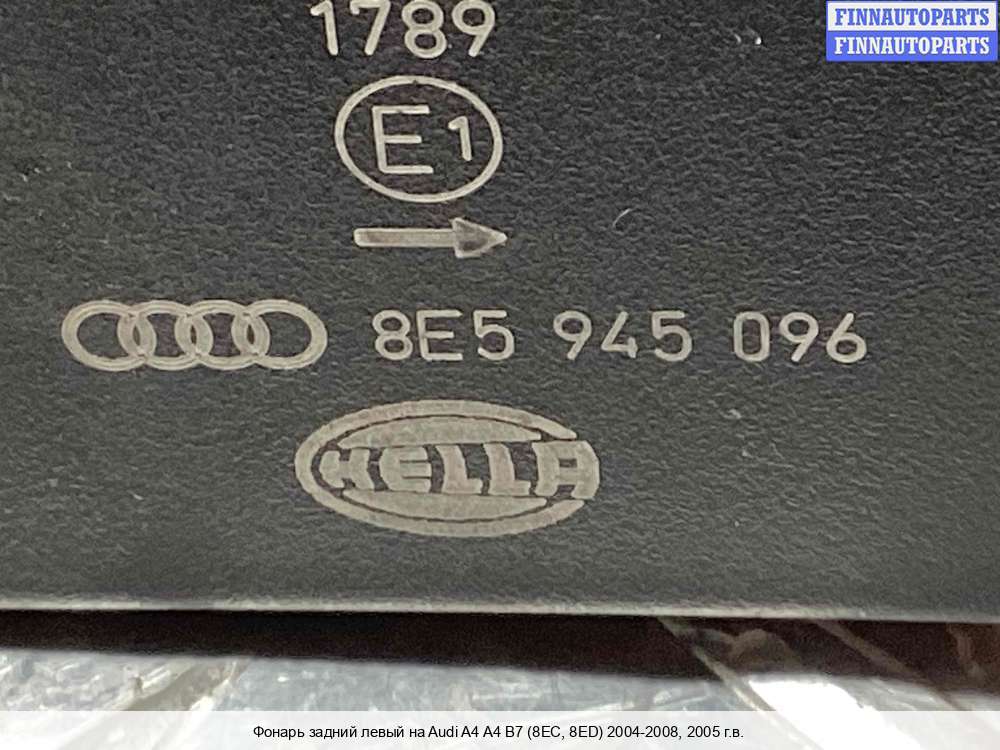 FINNAUTOPARTS
FINNAUTOPARTS
1789
E1
8E5 945 096
HELLA
Фонарь задний левый на Audi A4 A4 B7 (8EC, 8ED) 2004-2008, 2005 г.в.